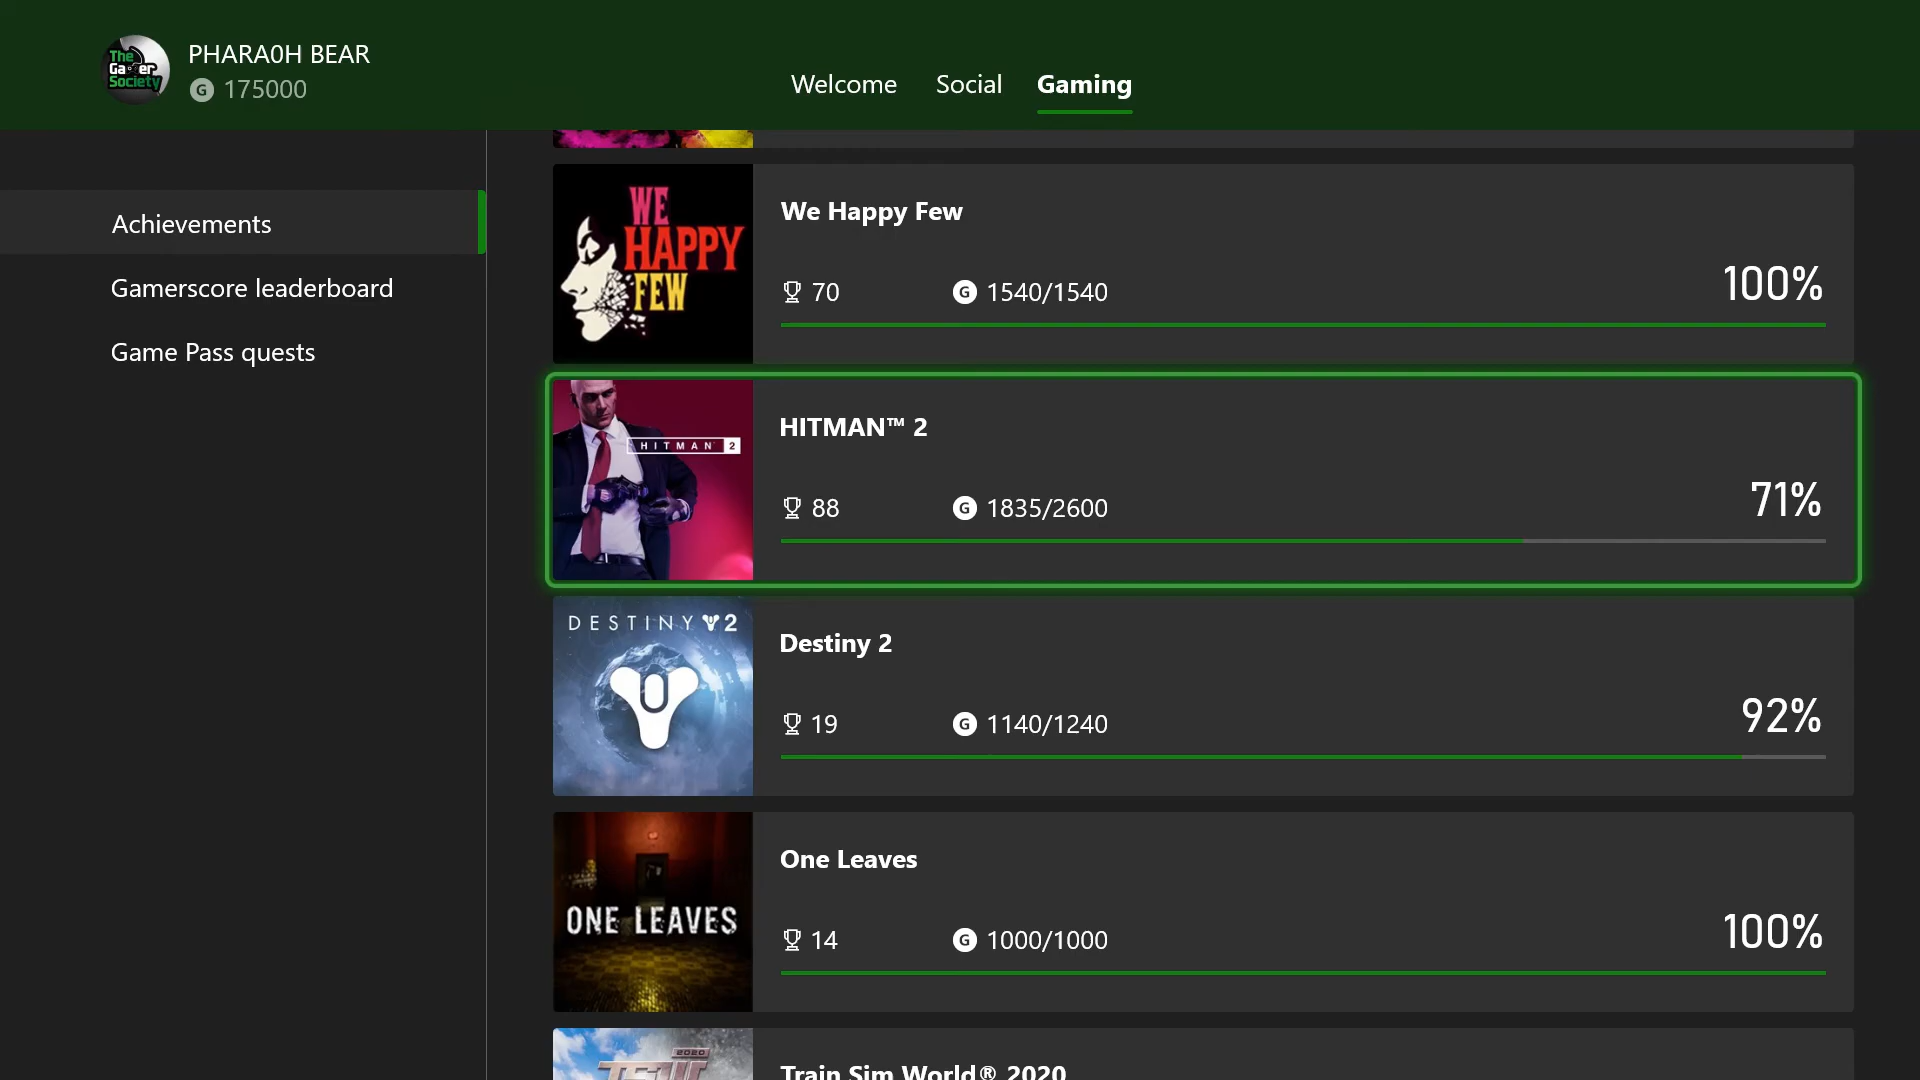 The
Gamer
Society
PHARA0H BEAR
G 175000
Welcome
Social
Gaming
Achievements
Gamerscore leaderboard
Game Pass quests
WE
HAPPY
FEW
We Happy Few
70
G 1540/1540
100%
HITMAN 2
HITMAN™ 2
88
G 1835/2600
71%
DESTINY 2
Destiny 2
19
G 1140/1240
92%
ONE LEAVES
One Leaves
14
G 1000/1000
100%
2020
TSW
Train Sim World® 2020